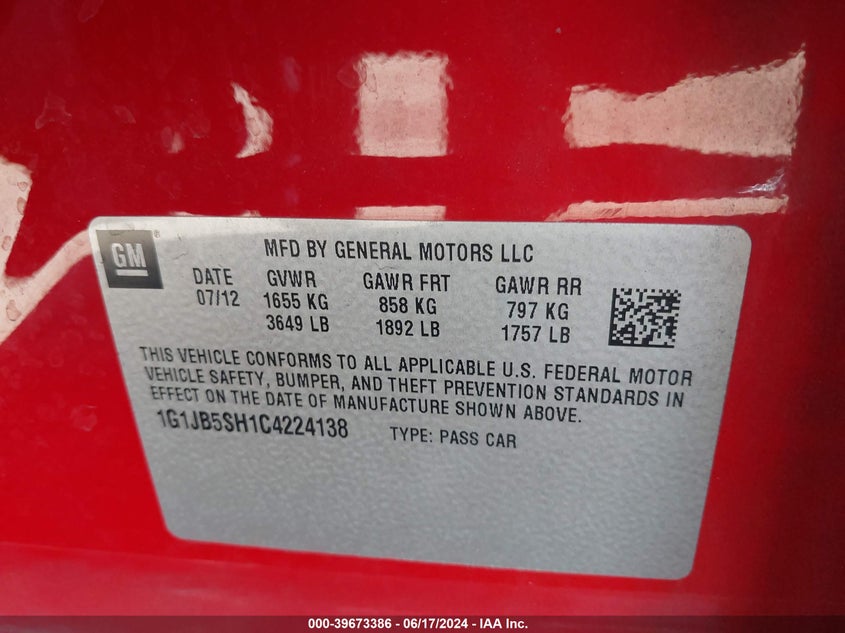 GM
MFD BY GENERAL MOTORS LLC
DATE GVWR GAWR FRT GAWR RR
07/12 1655 KG 858 KG 797 KG
3649 LB 1892 LB 1757 LB
THIS VEHICLE CONFORMS TO ALL APPLICABLE U.S. FEDERAL MOTOR
VEHICLE SAFETY, BUMPER, AND THEFT PREVENTION STANDARDS IN
EFFECT ON THE DATE OF MANUFACTURE SHOWN ABOVE.
1G1JB5SH1C4224138 TYPE: PASS CAR
000-39673386 - 06/17/2024 - IAA Inc.